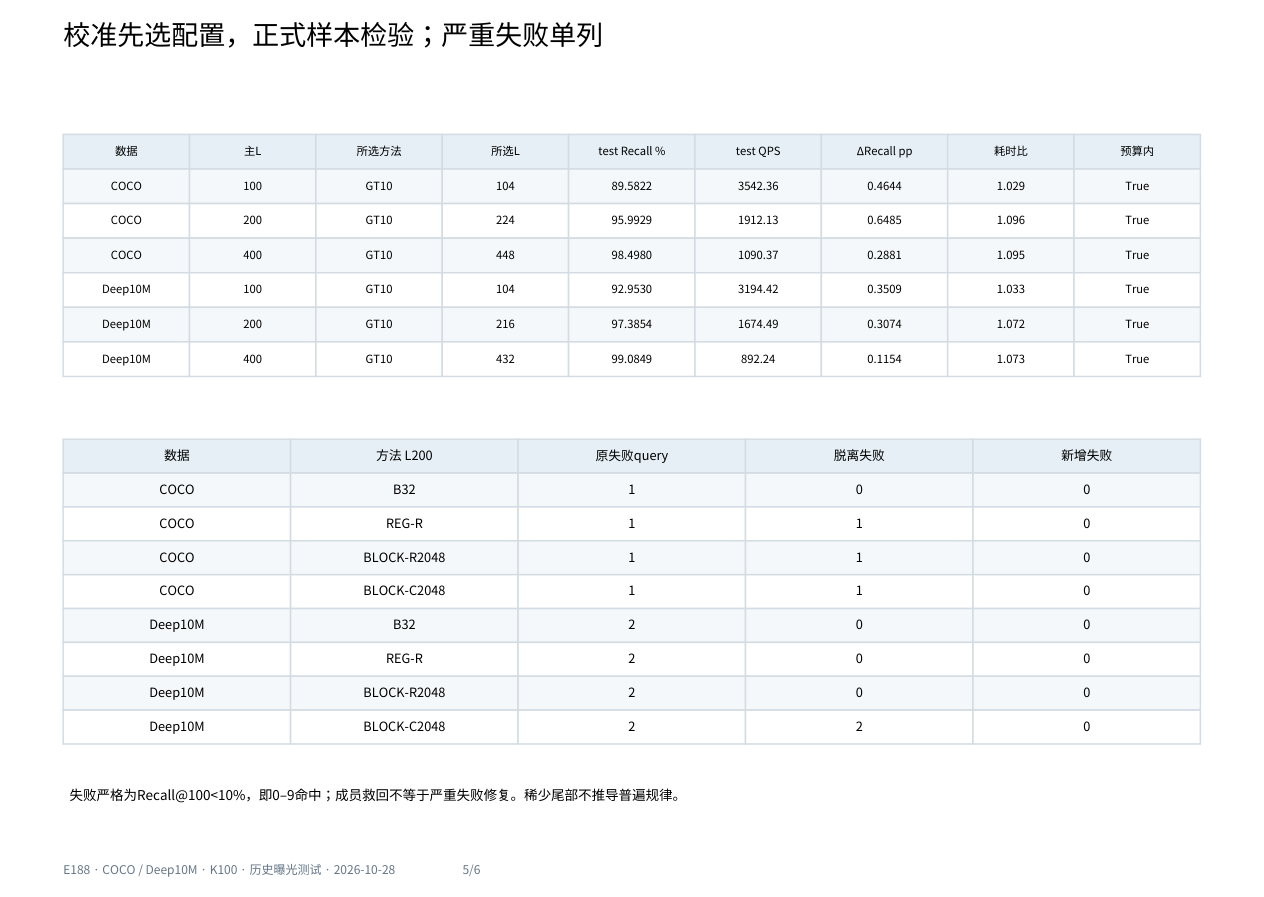 校准先选配置，正式样本检验；严重失败单列
数据 主L 所选方法 所选L test Recall % test QPS ΔRecall pp 耗时比 预算内
COCO 100 GT10 104 89.5822 3542.36 0.4644 1.029 True
COCO 200 GT10 224 95.9929 1912.13 0.6485 1.096 True
COCO 400 GT10 448 98.4980 1090.37 0.2881 1.095 True
Deep10M 100 GT10 104 92.9530 3194.42 0.3509 1.033 True
Deep10M 200 GT10 216 97.3854 1674.49 0.3074 1.072 True
Deep10M 400 GT10 432 99.0849 892.24 0.1154 1.073 True
数据 方法 L200 原失败query 脱离失败 新增失败
COCO B32 1 0 0
COCO REG-R 1 1 0
COCO BLOCK-R2048 1 1 0
COCO BLOCK-C2048 1 1 0
Deep10M B32 2 0 0
Deep10M REG-R 2 0 0
Deep10M BLOCK-R2048 2 0 0
Deep10M BLOCK-C2048 2 2 0
失败严格为Recall@100<10%，即0–9命中；成员救回不等于严重失败修复。稀少尾部不推导普遍规律。
E188 · COCO / Deep10M · K100 · 历史曝光测试 · 2026-10-28 5/6